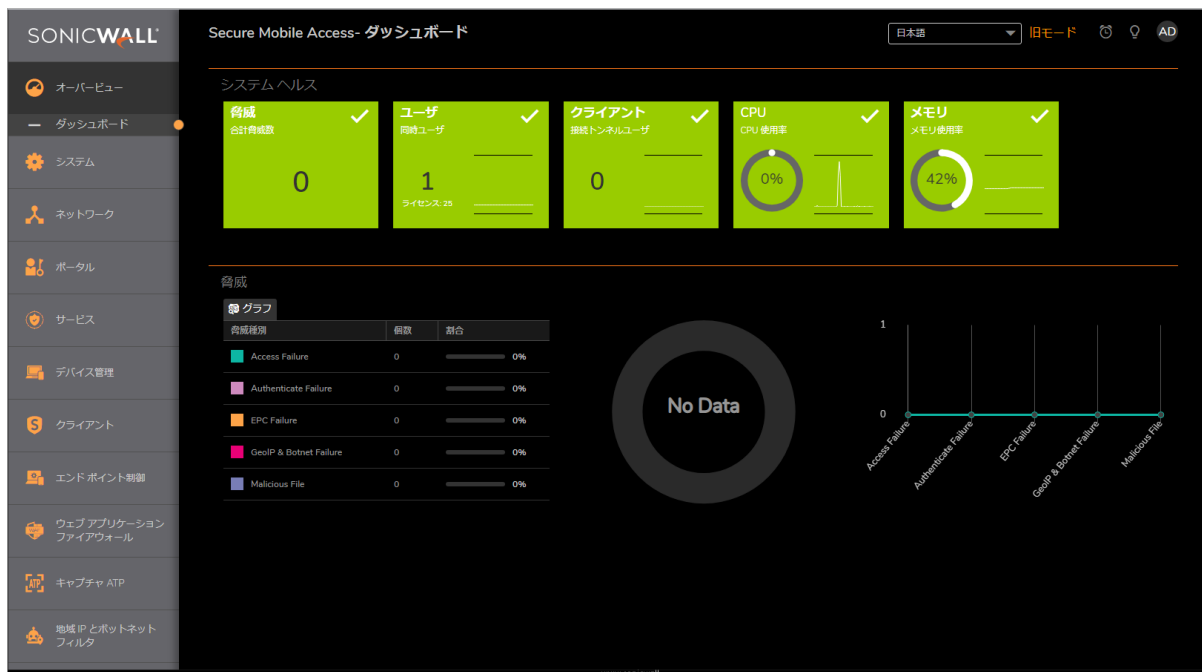 SONICWALL
Secure Mobile Access- ダッシュボード
日本語
旧モード
AD
オーバービュー
ダッシュボード
システム
ネットワーク
ポータル
サービス
デバイス管理
クライアント
エンド ポイント制御
ウェブ アプリケーション
ファイアウォール
ATP
キャプチャ ATP
地域 IP とボットネット
フィルタ
システム ヘルス
脅威
合計脅威数
0
ユーザ
同時ユーザ
1
ライセンス: 25
クライアント
接続トンネルユーザ
0
CPU
CPU 使用率
0%
メモリ
メモリ使用率
42%
脅威
グラフ
脅威種別 個数 割合
Access Failure 0 0%
Authenticate Failure 0 0%
EPC Failure 0 0%
GeoIP & Botnet Failure 0 0%
Malicious File 0 0%
No Data
1
0
Access Failure
Authenticate Failure
EPC Failure
GeoIP & Botnet Failure
Malicious File